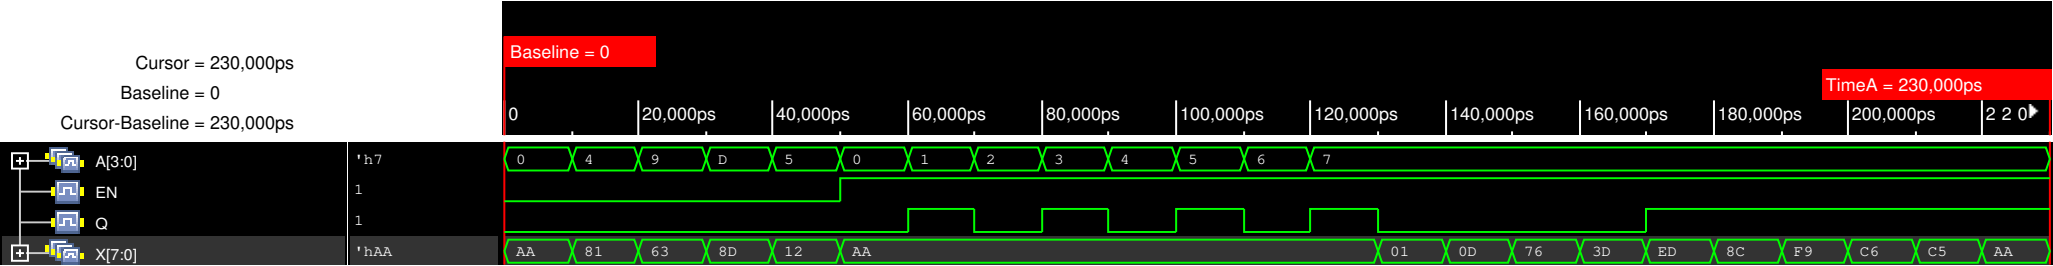 Baseline = 0
Cursor = 230,000ps
TimeA = 230,000ps
Baseline = 0
Cursor-Baseline = 230,000ps
0 20,000ps 40,000ps 60,000ps 80,000ps 100,000ps 120,000ps 140,000ps 160,000ps 180,000ps 200,000ps 2 2 0
A[3:0] 'h7 0 4 9 D 5 0 1 2 3 4 5 6 7
EN 1
Q 1
X[7:0] 'hAA AA 81 63 8D 12 AA 01 0D 76 3D ED 8C F9 C6 C5 AA